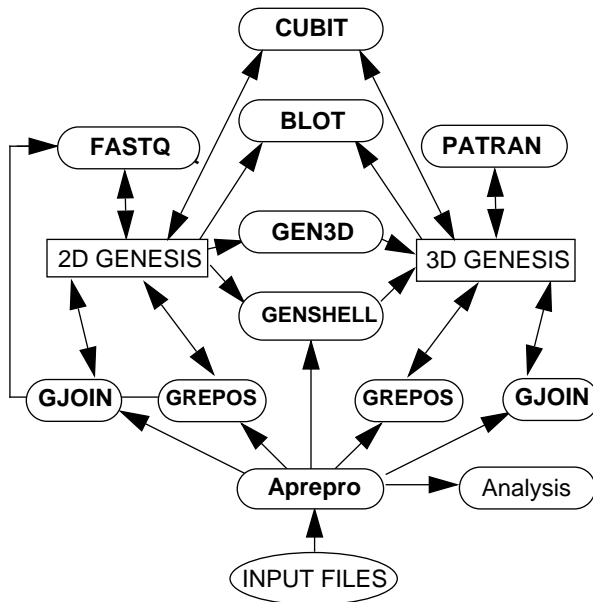 CUBIT
BLOT
FASTQ
PATRAN
GEN3D
2D GENESIS
3D GENESIS
GENSHELL
GJOIN
GREPOS
GREPOS
GJOIN
Aprepro
Analysis
INPUT FILES